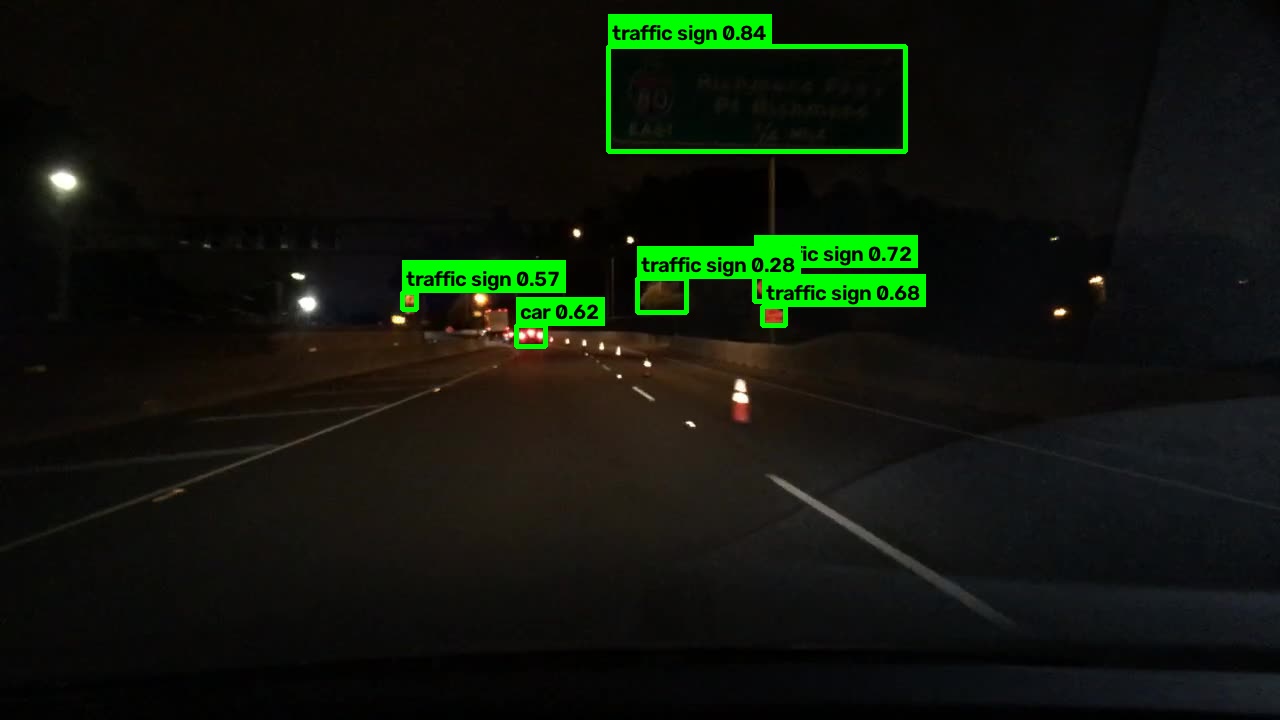 traffic sign 0.84
80
EAST
Richmond Pkwy
Pt Richmond
1/2 MILE
ic sign 0.72
traffic sign 0.28
traffic sign 0.57
traffic sign 0.68
car 0.62